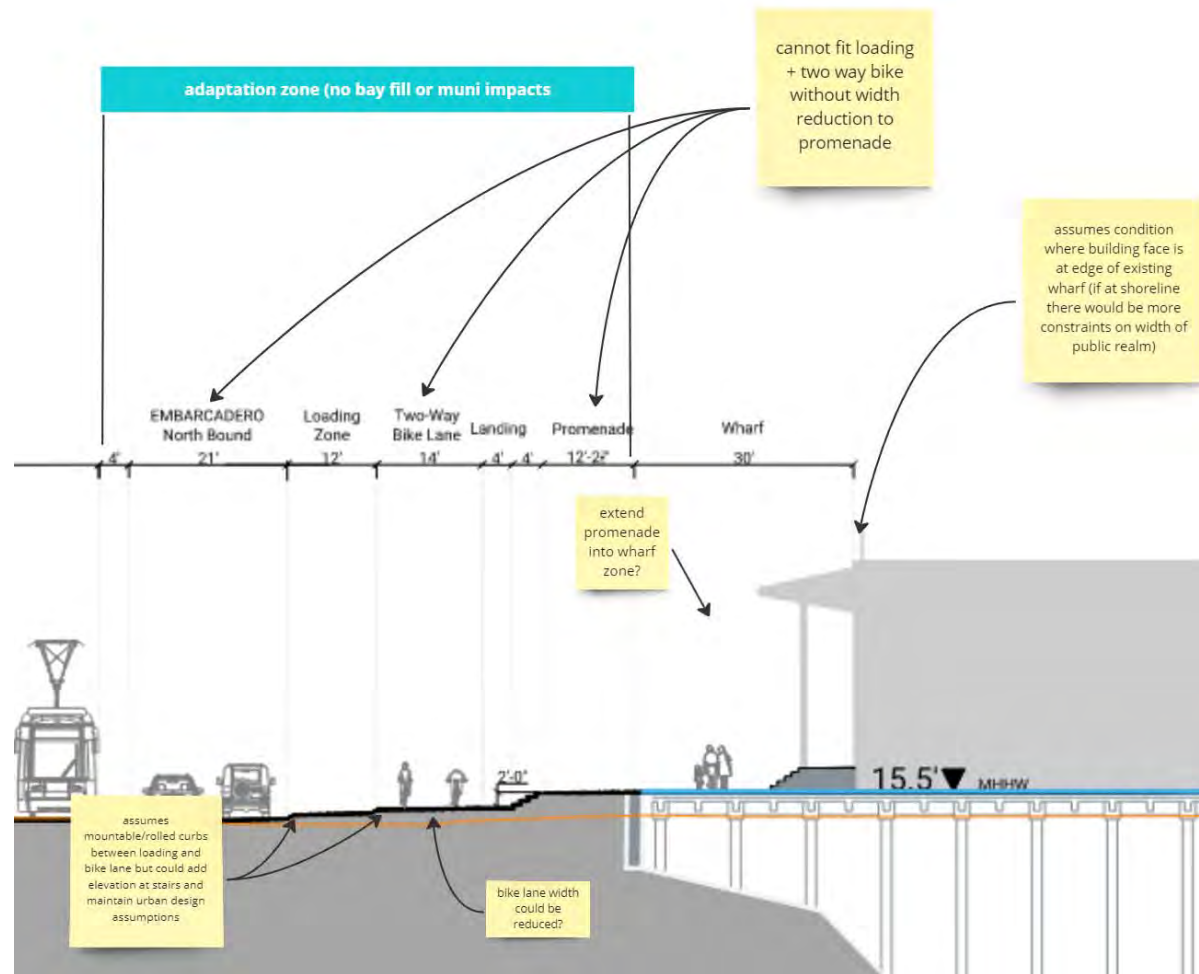 cannot fit loading
+ two way bike
without width
reduction to
promenade
adaptation zone (no bay fill or muni impacts
assumes condition
where building face is
at edge of existing
wharf (if at shoreline
there would be more
constraints on width of
public realm)
EMBARCADERO
North Bound
Loading
Zone
Two-Way
Bike Lane
Landing
Promenade
Wharf
4'
21'
12'
14'
4'
4'
30'
extend
promenade
into wharf
zone?
2'-0"
15.5' MHHW
assumes
mountable/rolled curbs
between loading and
bike lane but could add
elevation at stairs and
maintain urban design
assumptions
bike lane width
could be
reduced?